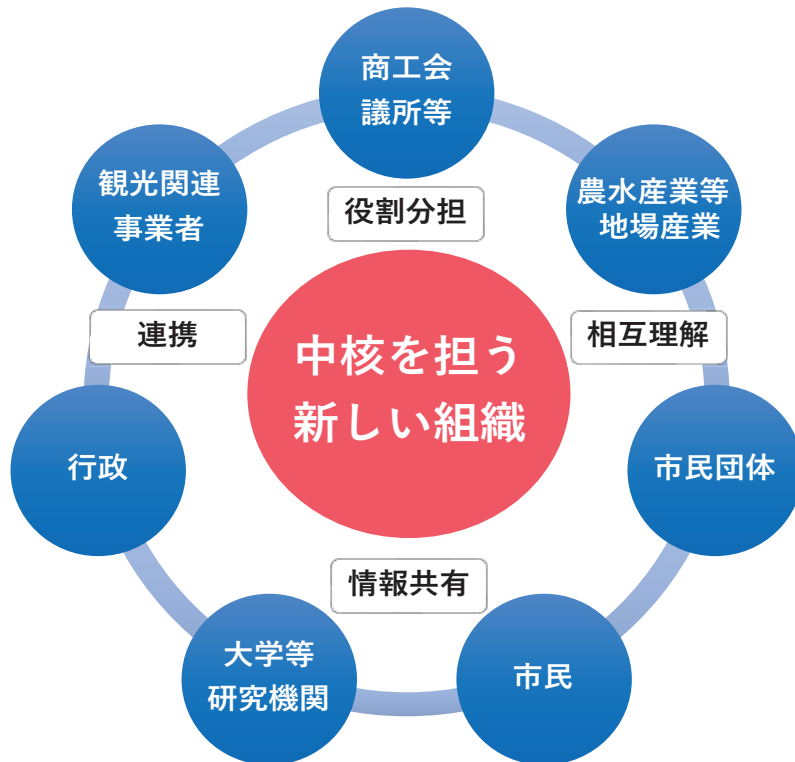 商工会
議所等
観光関連
事業者
農水産業等
地場産業
役割分担
連携
相互理解
中核を担う
新しい組織
行政
市民団体
情報共有
大学等
研究機関
市民